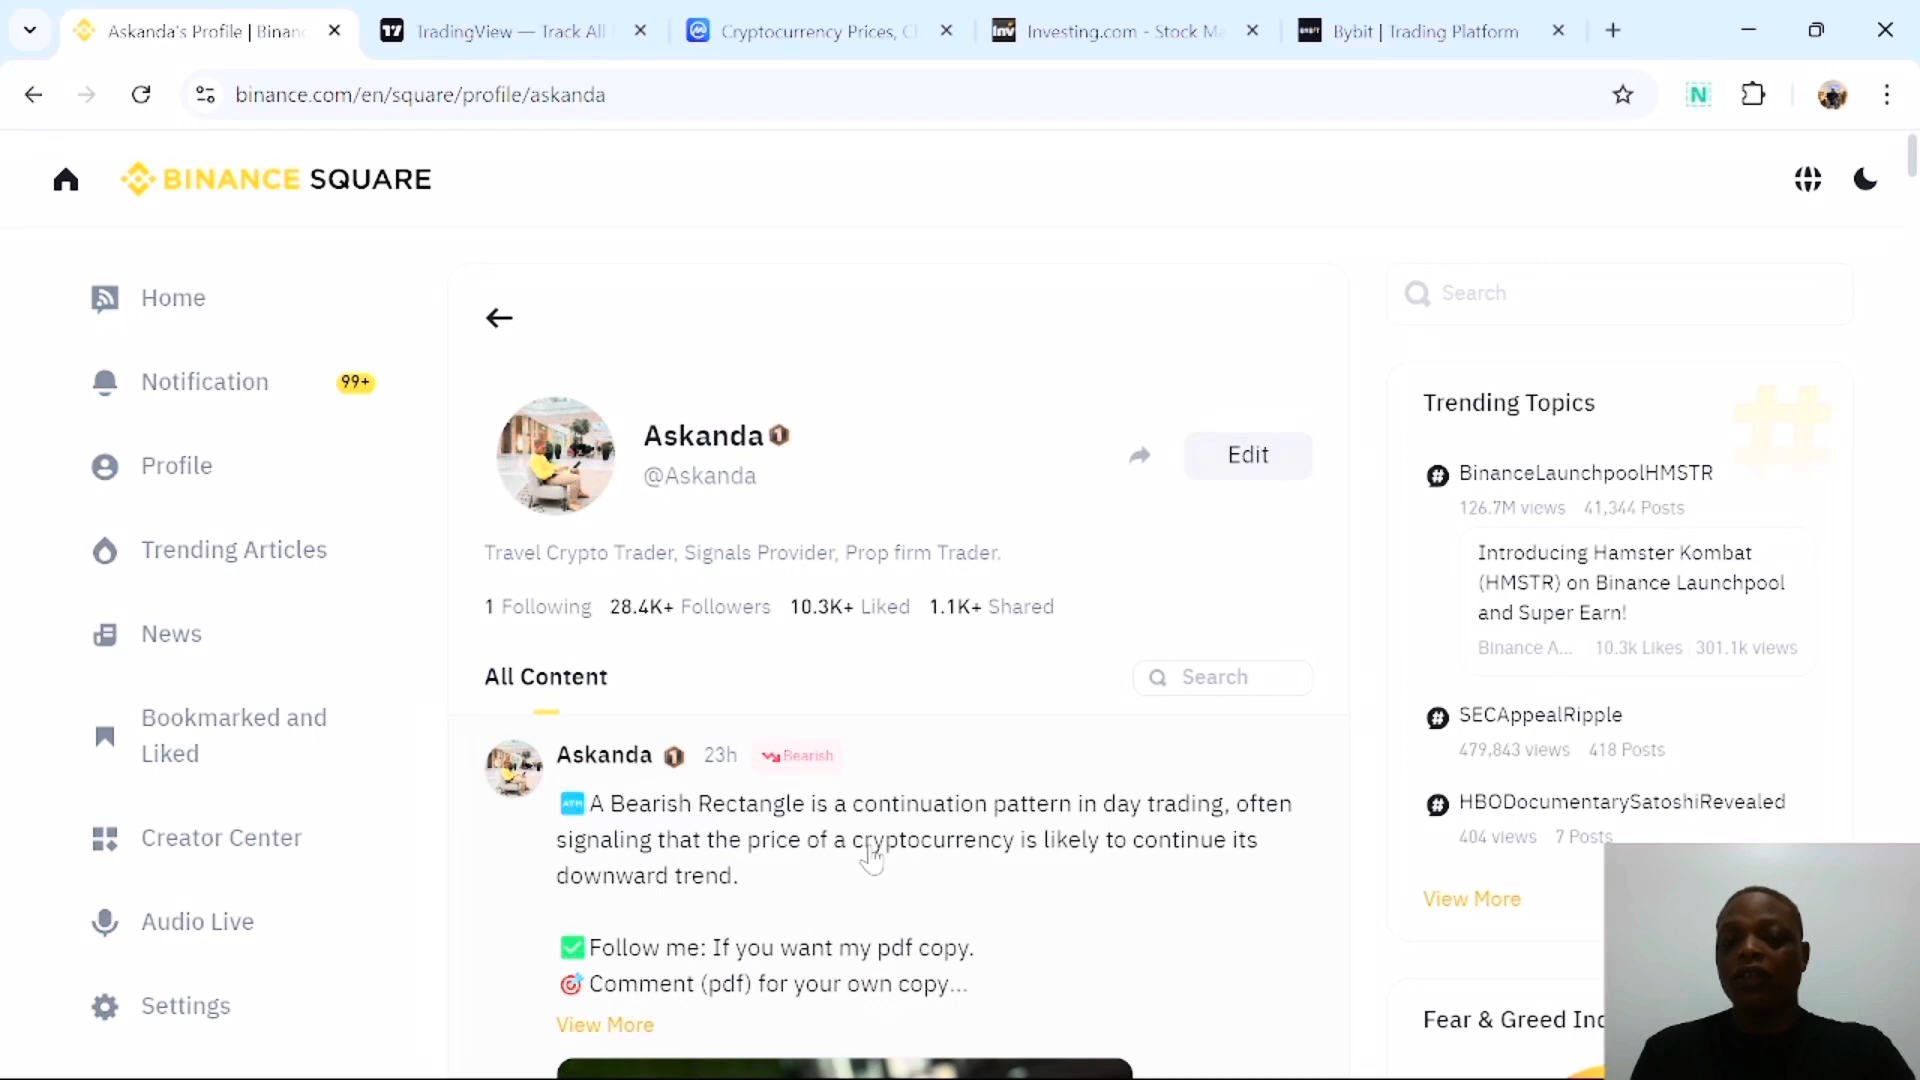 Askanda's Profile | Binanc
TradingView — Track All
Cryptocurrency Prices, C
Investing.com - Stock Ma
Bybit | Trading Platform
binance.com/en/square/profile/askanda
BINANCE SQUARE
Home
Notification 99+
Profile
Trending Articles
News
Bookmarked and
Liked
Creator Center
Audio Live
Settings
Askanda
@Askanda
Edit
Travel Crypto Trader, Signals Provider, Prop firm Trader.
1 Following 28.4K+ Followers 10.3K+ Liked 1.1K+ Shared
All Content
Search
Askanda 23h Bearish
ATM A Bearish Rectangle is a continuation pattern in day trading, often
signaling that the price of a cryptocurrency is likely to continue its
downward trend.
✅Follow me: If you want my pdf copy.
🎯 Comment (pdf) for your own copy...
View More
Search
Trending Topics
#
# BinanceLaunchpoolHMSTR
126.7M views 41,344 Posts
Introducing Hamster Kombat
(HMSTR) on Binance Launchpool
and Super Earn!
Binance A... 10.3k Likes 301.1k views
# SECAppealRipple
479,843 views 418 Posts
# HBODocumentarySatoshiRevealed
404 views 7 Posts
View More
Fear & Greed Ind